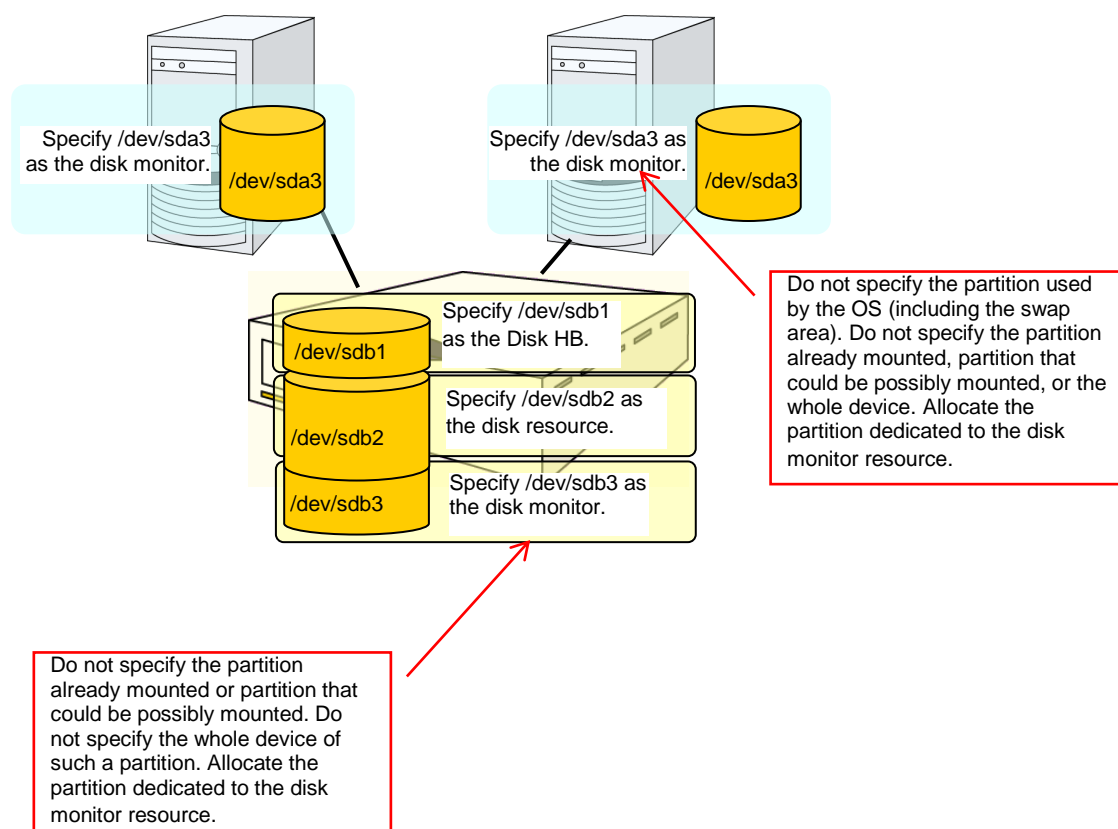 Specify /dev/sda3
as the disk monitor.
/dev/sda3
Specify /dev/sda3 as
the disk monitor.
/dev/sda3
Do not specify the partition used
by the OS (including the swap
area). Do not specify the partition
already mounted, partition that
could be possibly mounted, or the
whole device. Allocate the
partition dedicated to the disk
monitor resource.
Specify /dev/sdb1
as the Disk HB.
/dev/sdb1
Specify /dev/sdb2 as
the disk resource.
/dev/sdb2
Specify /dev/sdb3 as
the disk monitor.
/dev/sdb3
Do not specify the partition
already mounted or partition that
could be possibly mounted. Do
not specify the whole device of
such a partition. Allocate the
partition dedicated to the disk
monitor resource.